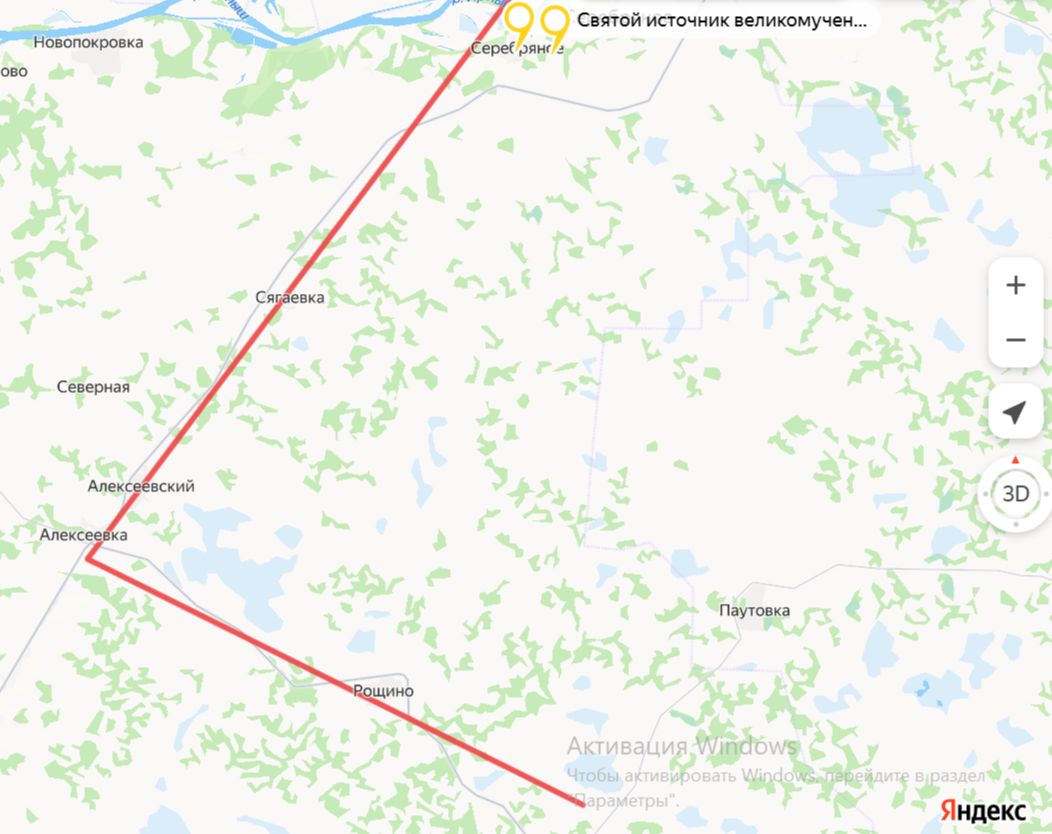 Святой источник великомучен...
Новопокровка
Серебряное
ово
Сягаевка
Северная
Алексеевский
Алексеевка
3D
Паутовка
Рощино
Активация Windows
Чтобы активировать Windows, перейдите в раздел
"Параметры".
Яндекс